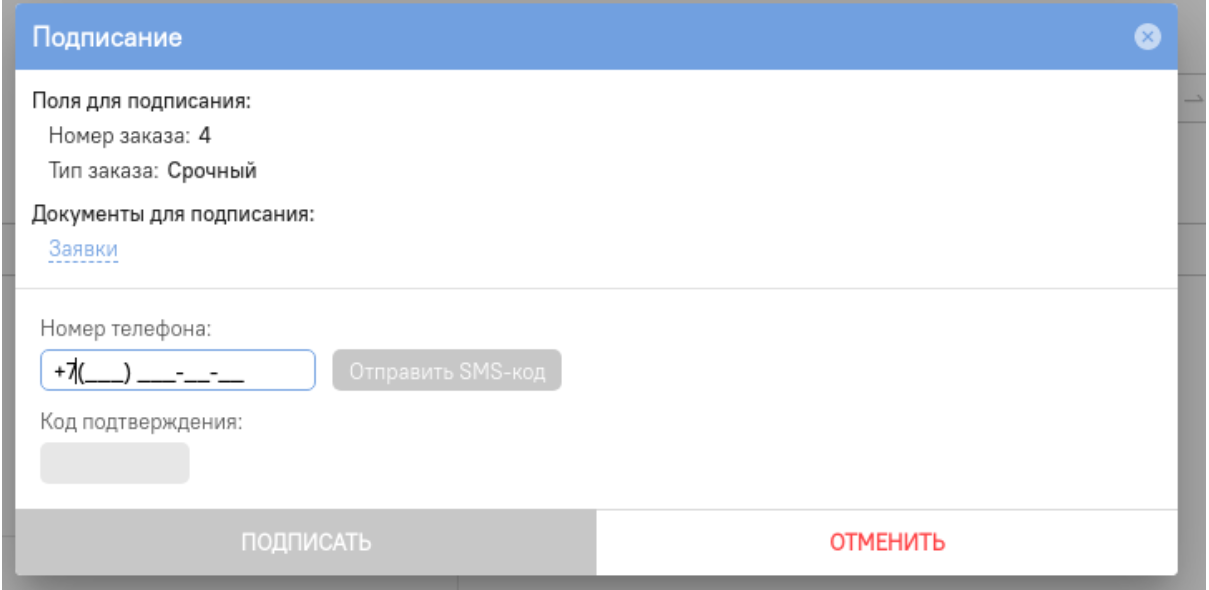 Подписание
Поля для подписания:
Номер заказа: 4
Тип заказа: Срочный
Документы для подписания:
Заявки
Номер телефона:
+7(___) ___-__-__ Отправить SMS-код
Код подтверждения:
ПОДПИСАТЬ ОТМЕНИТЬ